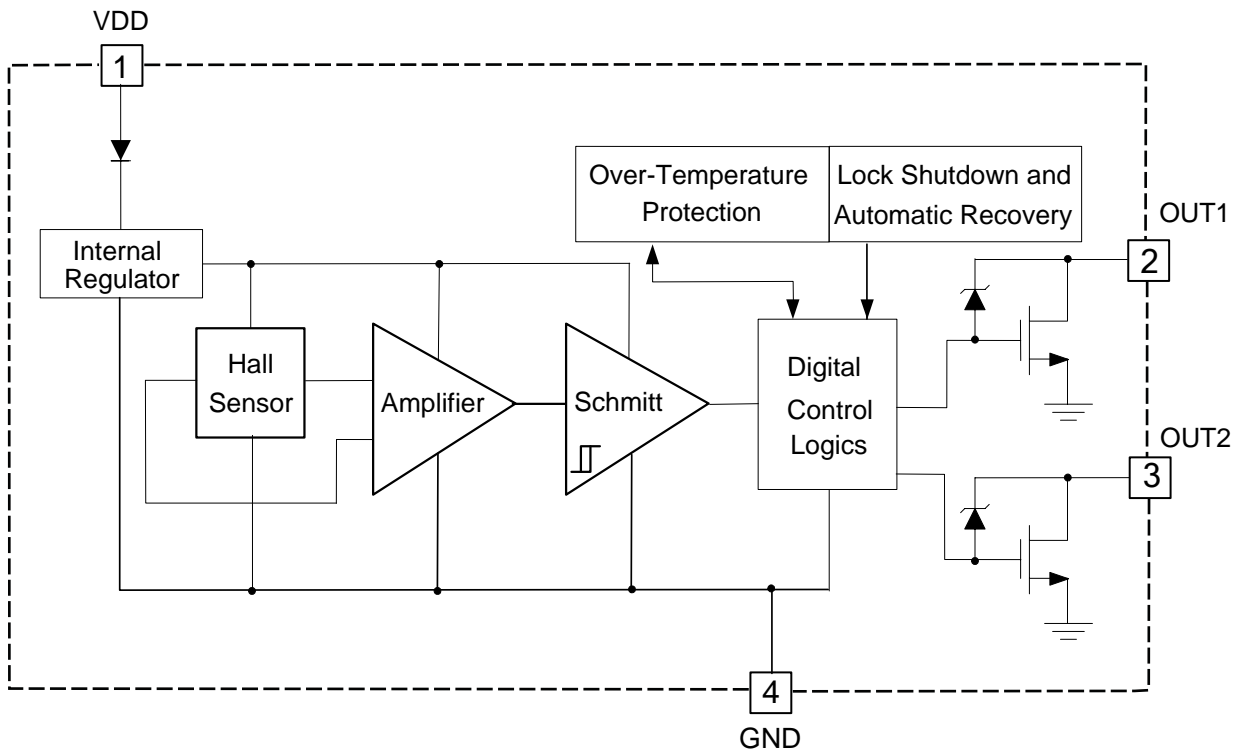 VDD
1
Over-Temperature
Protection
Lock Shutdown and
Automatic Recovery
OUT1
2
Internal
Regulator
Hall
Sensor
Amplifier
Schmitt
Digital
Control
Logics
OUT2
3
4
GND